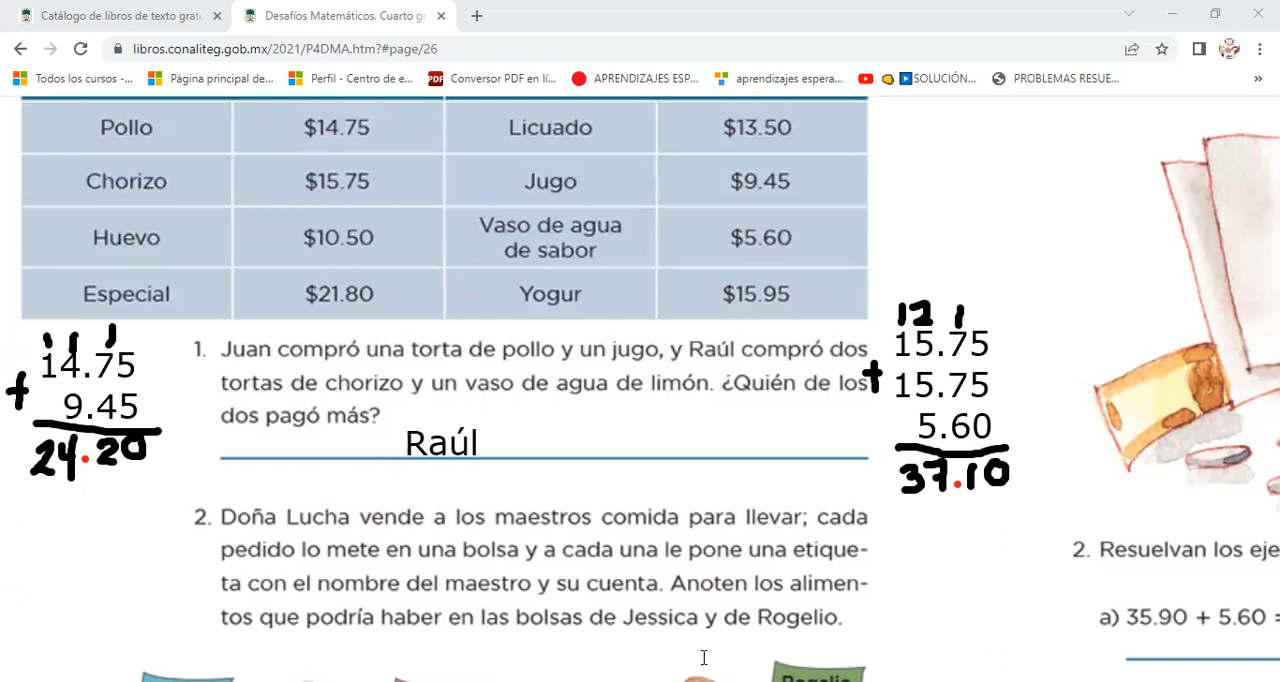 Catálogo de libros de texto gratu
Desafíos Matemáticos. Cuarto gr
libros.conaliteg.gob.mx/2021/P4DMA.htm?#page/26
Todos los cursos -...
Página principal de...
Perfil - Centro de e...
PDF
Conversor PDF en lí...
APRENDIZAJES ESP...
aprendizajes espera...
SOLUCIÓN...
PROBLEMAS RESUE...
»
Pollo $14.75 Licuado $13.50
Chorizo $15.75 Jugo $9.45
Huevo $10.50 Vaso de agua de sabor $5.60
Especial $21.80 Yogur $15.95
1 1 1
14.75
+ 9.45
24.20
1. Juan compró una torta de pollo y un jugo, y Raúl compró dos
tortas de chorizo y un vaso de agua de limón. ¿Quién de los
dos pagó más?
Raúl
12 1
15.75
+ 15.75
5.60
37.10
2. Doña Lucha vende a los maestros comida para llevar; cada
pedido lo mete en una bolsa y a cada una le pone una etique-
ta con el nombre del maestro y su cuenta. Anoten los alimen-
tos que podría haber en las bolsas de Jessica y de Rogelio.
Rogelio
2. Resuelvan los eje
a) 35.90 + 5.60 =